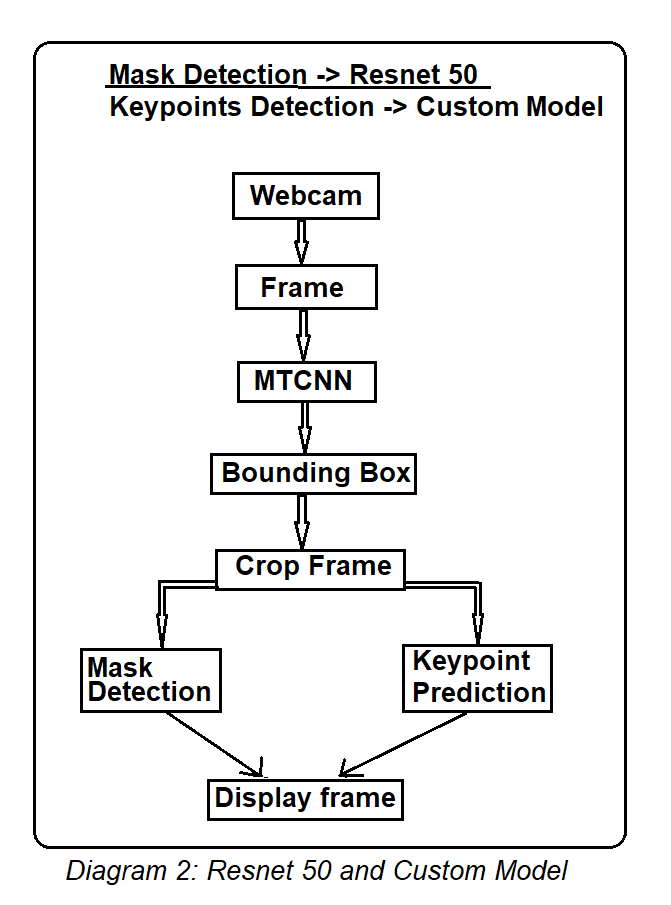 Mask Detection -> Resnet 50
Keypoints Detection -> Custom Model
Webcam
Frame
MTCNN
Bounding Box
Crop Frame
Mask
Detection
Keypoint
Prediction
Display frame
Diagram 2: Resnet 50 and Custom Model